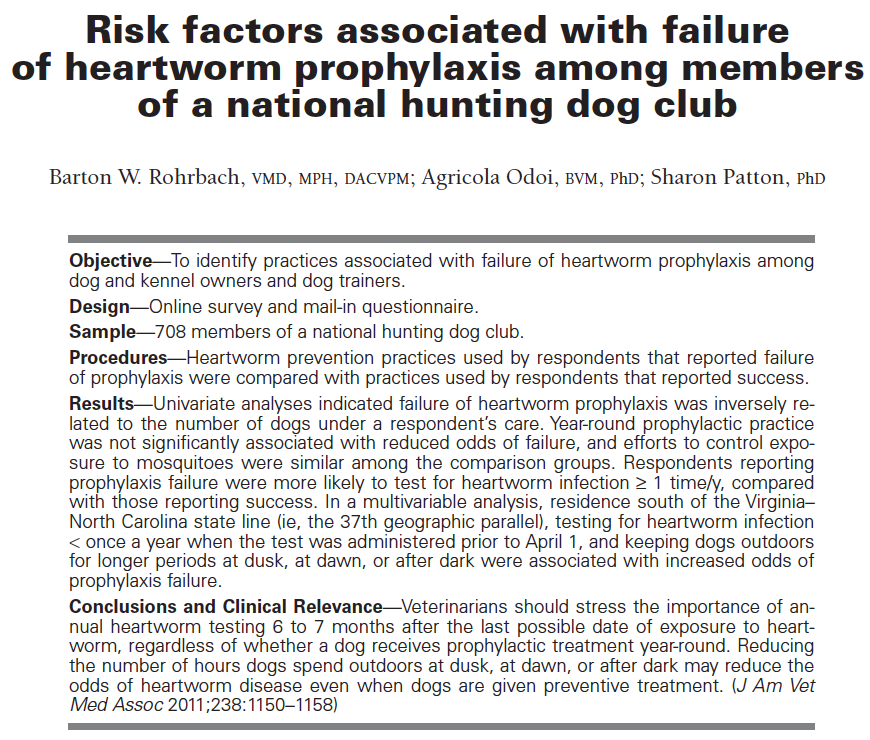 Risk factors associated with failure
of heartworm prophylaxis among members
of a national hunting dog club
Barton W. Rohrbach, VMD, MPH, DACVPM; Agricola Odoi, BVM, PhD; Sharon Patton, PhD
Objective—To identify practices associated with failure of heartworm prophylaxis among
dog and kennel owners and dog trainers.
Design—Online survey and mail-in questionnaire.
Sample—708 members of a national hunting dog club.
Procedures—Heartworm prevention practices used by respondents that reported failure
of prophylaxis were compared with practices used by respondents that reported success.
Results—Univariate analyses indicated failure of heartworm prophylaxis was inversely re-
lated to the number of dogs under a respondent's care. Year-round prophylactic practice
was not significantly associated with reduced odds of failure, and efforts to control expo-
sure to mosquitoes were similar among the comparison groups. Respondents reporting
prophylaxis failure were more likely to test for heartworm infection ≥ 1 time/y, compared
with those reporting success. In a multivariable analysis, residence south of the Virginia–
North Carolina state line (ie, the 37th geographic parallel), testing for heartworm infection
< once a year when the test was administered prior to April 1, and keeping dogs outdoors
for longer periods at dusk, at dawn, or after dark were associated with increased odds of
prophylaxis failure.
Conclusions and Clinical Relevance—Veterinarians should stress the importance of an-
nual heartworm testing 6 to 7 months after the last possible date of exposure to heart-
worm, regardless of whether a dog receives prophylactic treatment year-round. Reducing
the number of hours dogs spend outdoors at dusk, at dawn, or after dark may reduce the
odds of heartworm disease even when dogs are given preventive treatment. (J Am Vet
Med Assoc 2011;238:1150–1158)